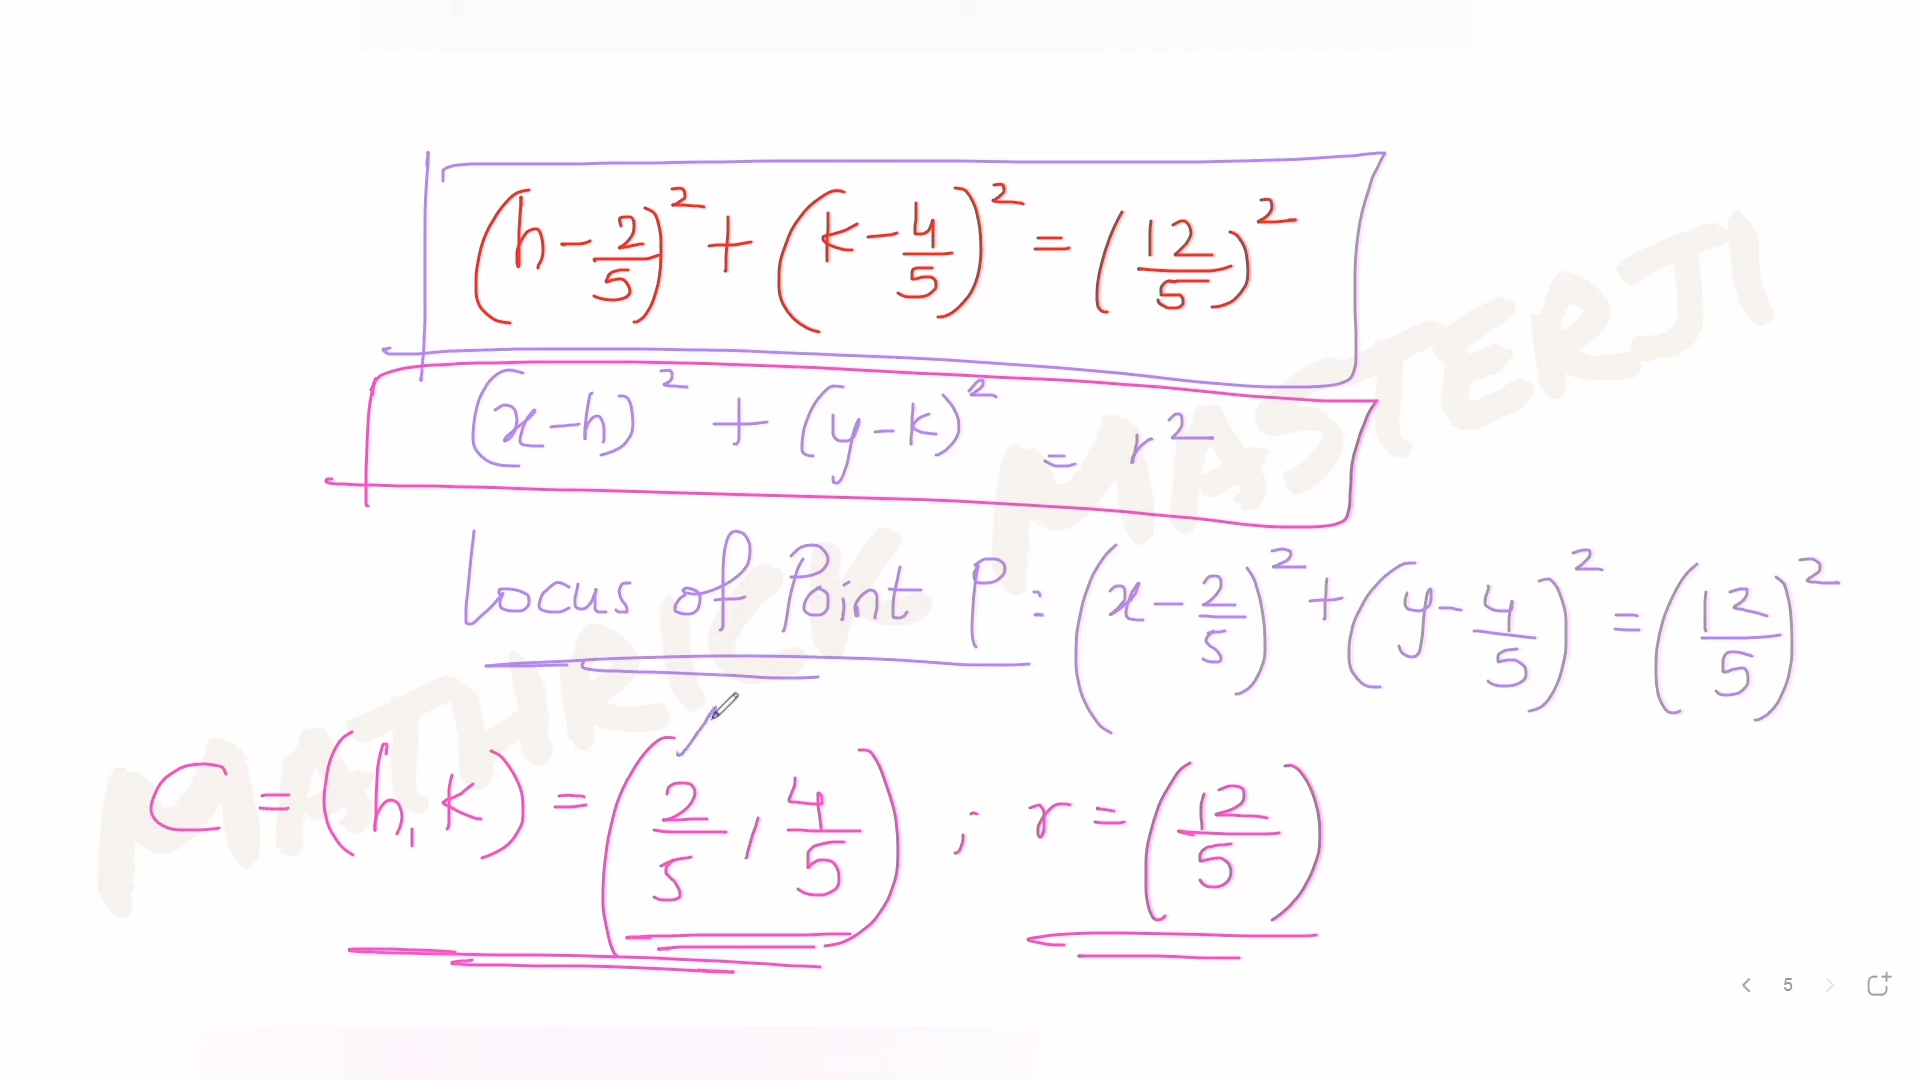 (h - 2/5)² + (k - 4/5)² = (12/5)²
(x - h)² + (y - k)² = r²
Locus of Point P: (x - 2/5)² + (y - 4/5)² = (12/5)²
C = (h, k) = (2/5, 4/5) ; r = (12/5)
MATHRICK MASTERJI
5